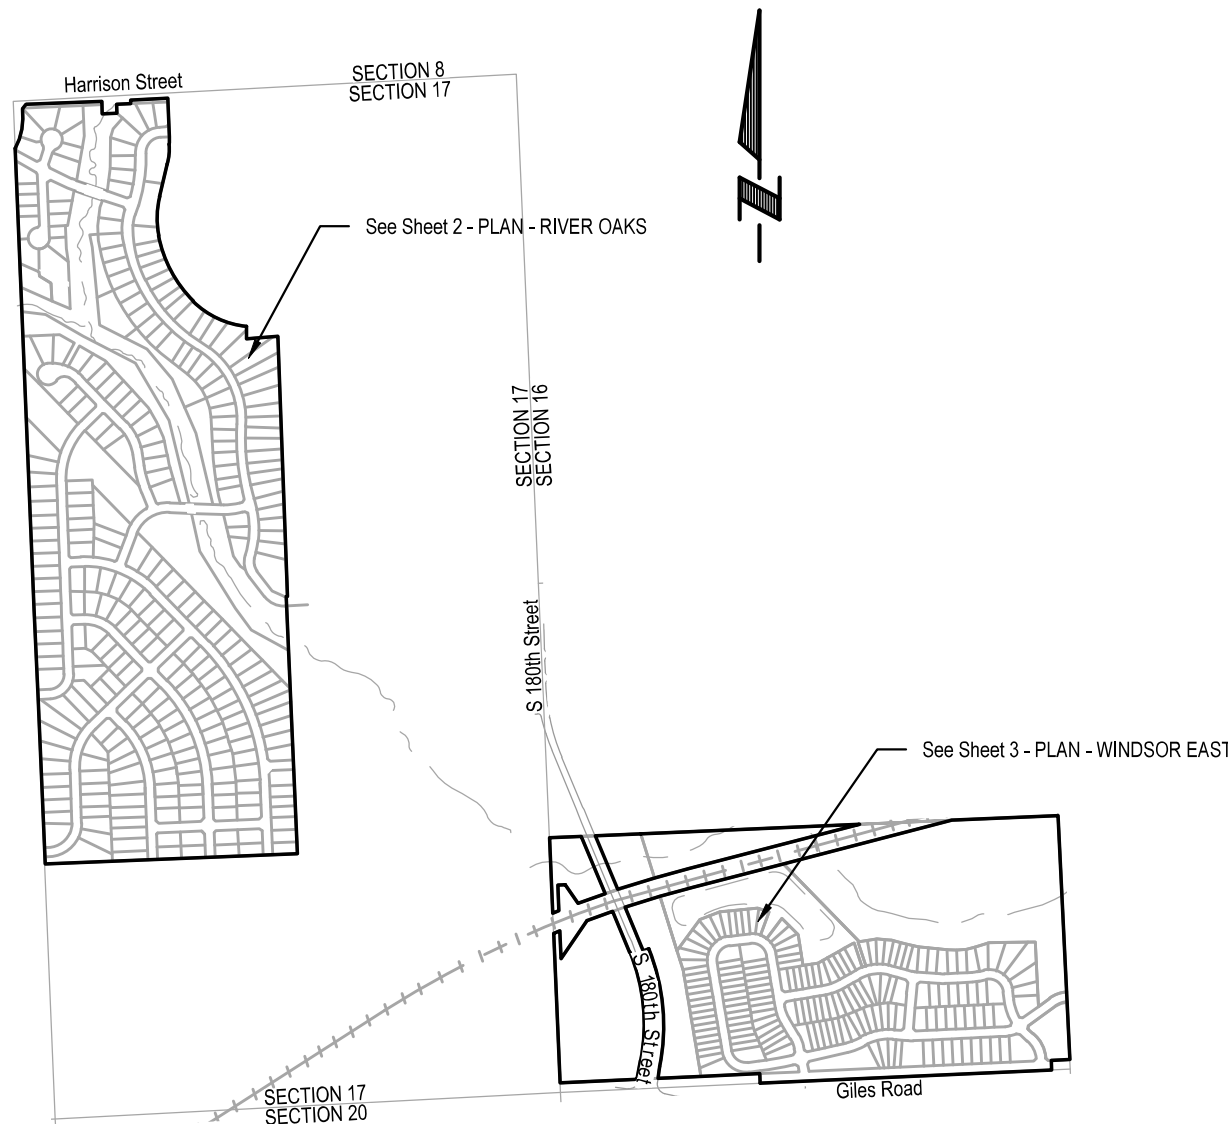 Harrison Street
SECTION 8
SECTION 17
See Sheet 2 - PLAN - RIVER OAKS
SECTION 17
SECTION 16
S 180th Street
See Sheet 3 - PLAN - WINDSOR EAST
S 180th Street
Giles Road
SECTION 17
SECTION 20